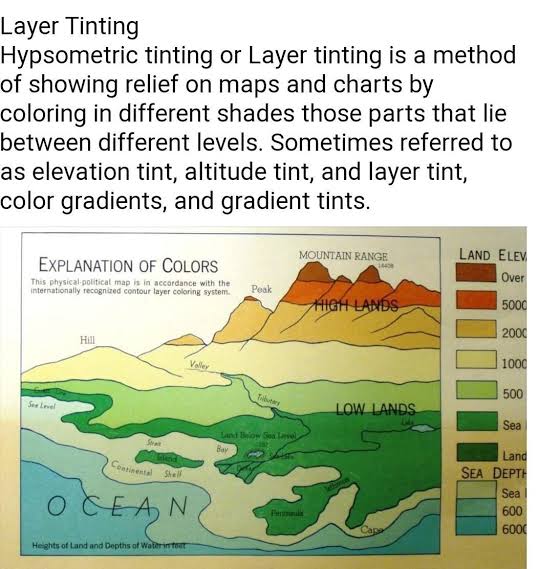 Layer Tinting
Hypsometric tinting or Layer tinting is a method
of showing relief on maps and charts by
coloring in different shades those parts that lie
between different levels. Sometimes referred to
as elevation tint, altitude tint, and layer tint,
color gradients, and gradient tints.
EXPLANATION OF COLORS
This physical-political map is in accordance with the
internationally recognized contour layer coloring system.
MOUNTAIN RANGE
14408
Peak
HIGH LANDS
Hill
Valley
Sea Level
Tributary
LOW LANDS
Lake
Land Below Sea Level
Strait
Bay
Island
Continental Shelf
OCEAN
Isthmus
Peninsula
Cape
Heights of Land and Depths of Water in feet
LAND ELEV
Over
5000
2000
1000
500
Sea
Land
SEA DEPTH
Sea
600
6000